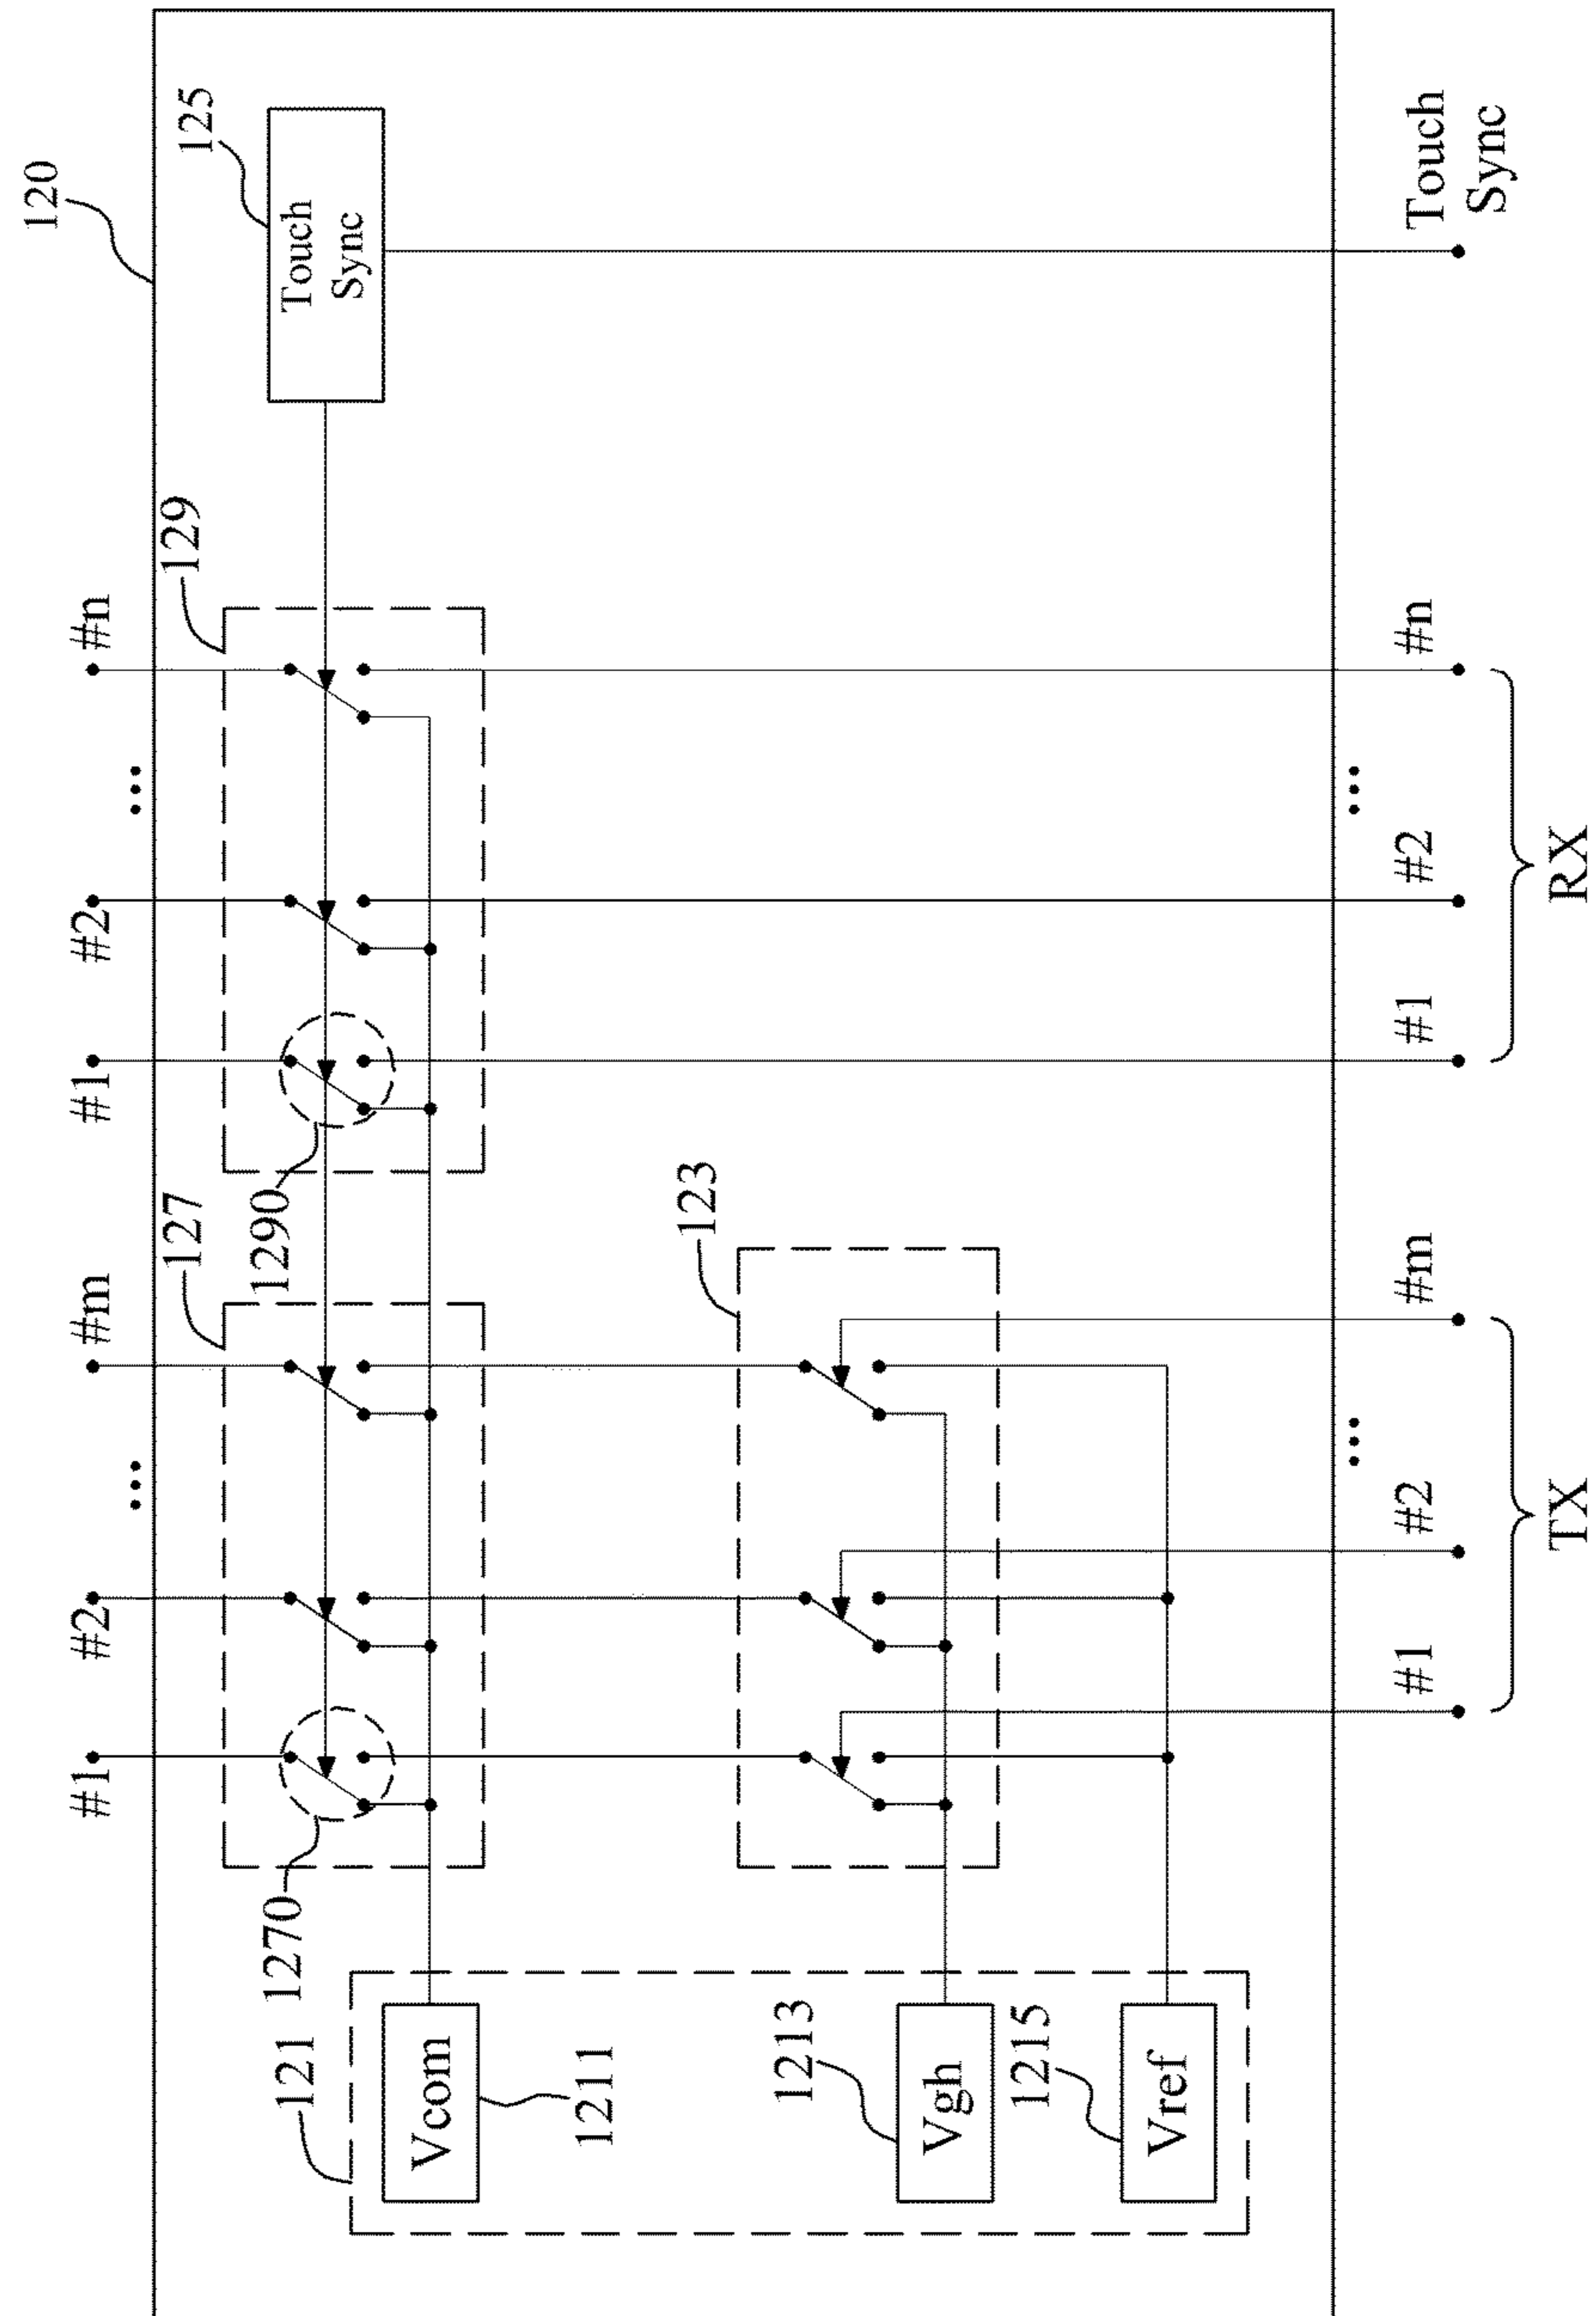 120
125
Touch
Sync
Touch
Sync
129
#n
#2
#1
1290
127
#m
#2
#1
1270
123
121
Vcom
1211
1213
Vgh
1215
Vref
#n
#2
#1
RX
#m
#2
#1
TX
...
...
...
...